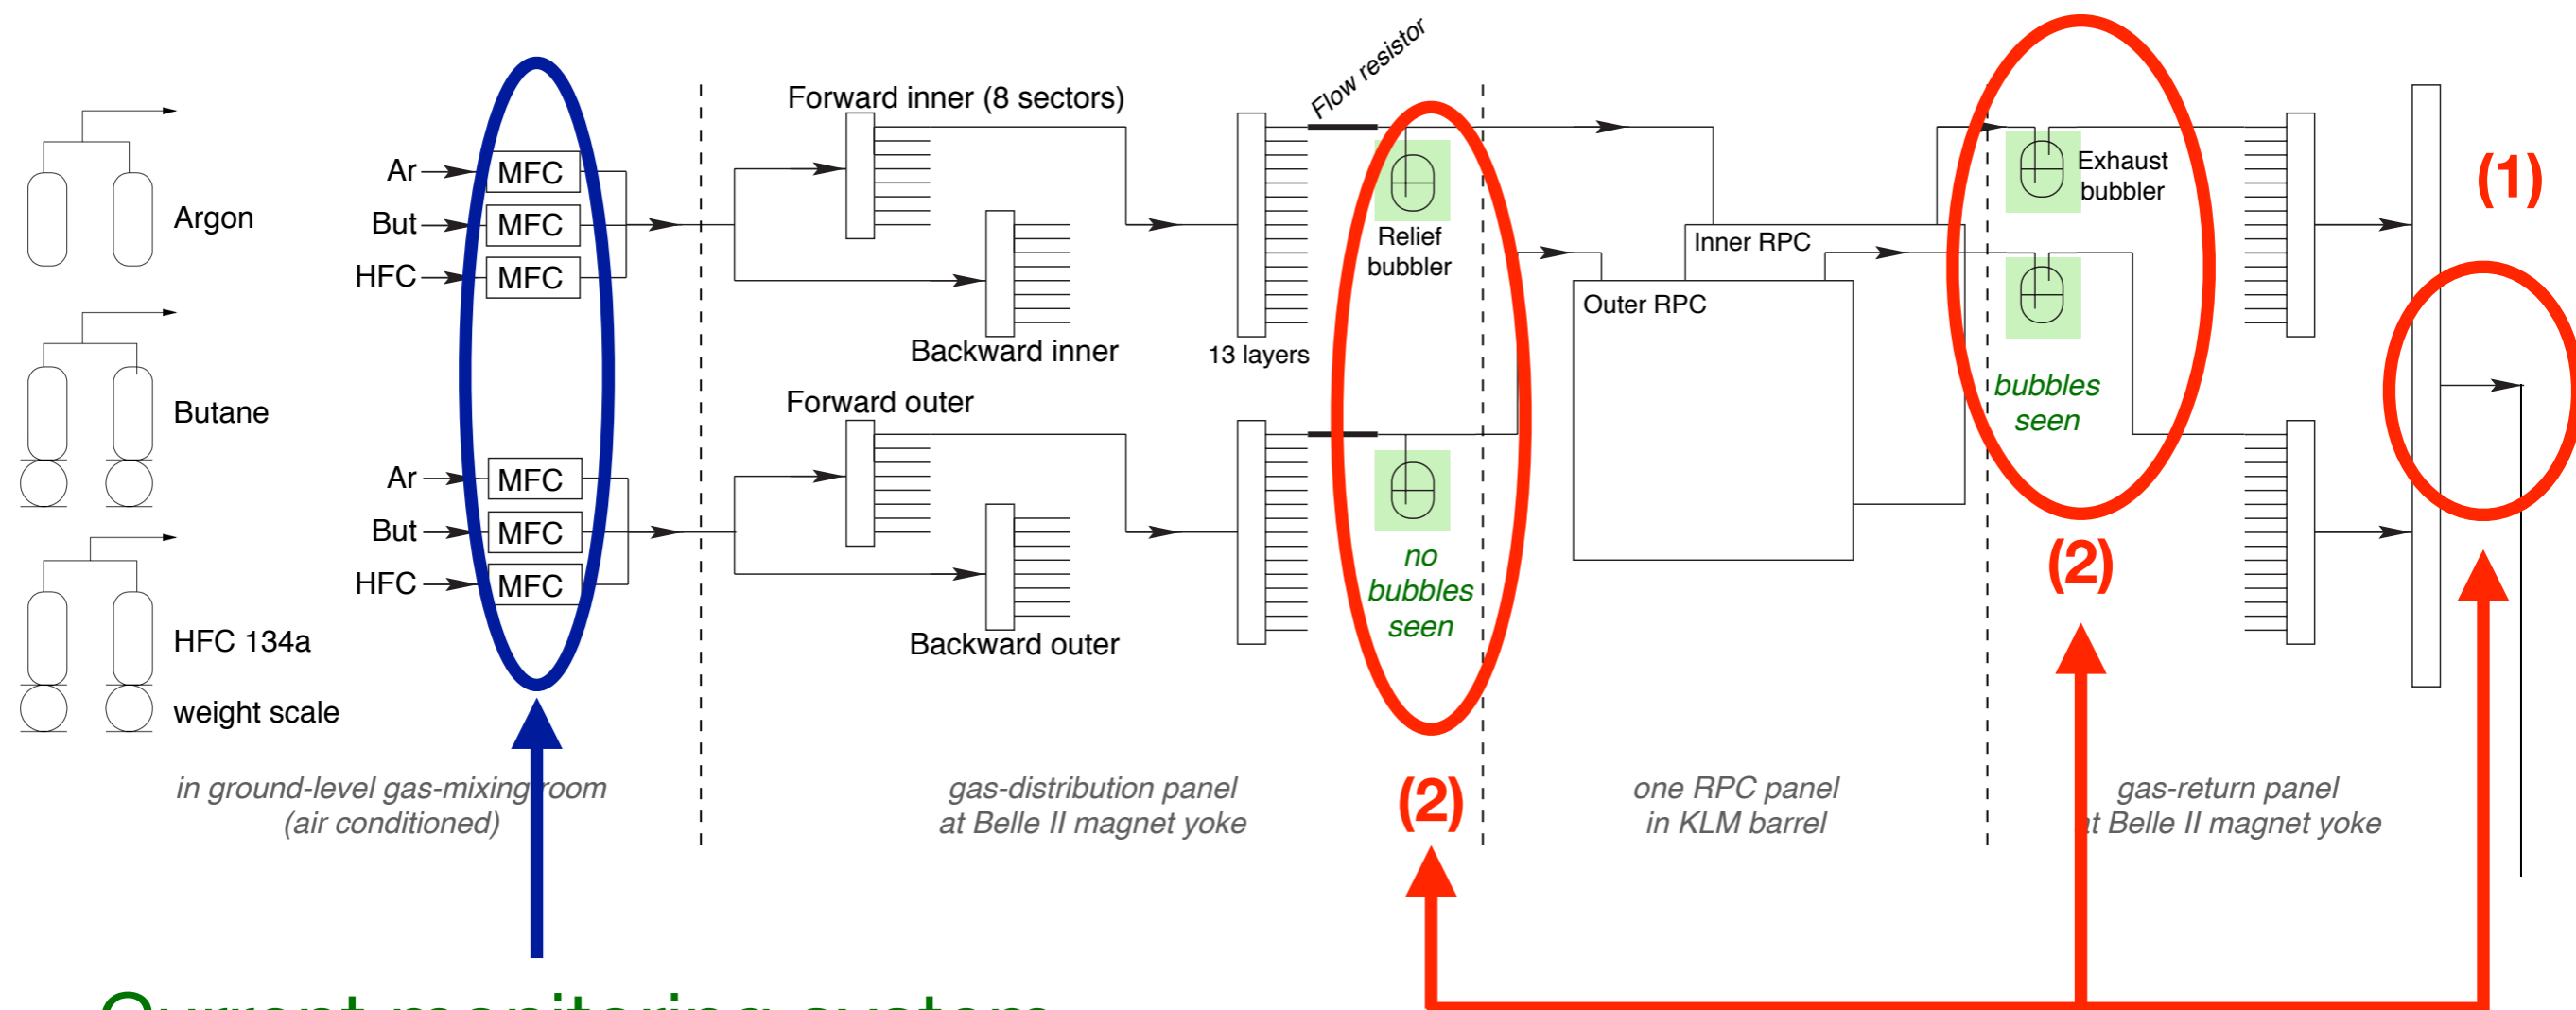 Flow resistor
Forward inner (8 sectors)
Ar
MFC
But
MFC
HFC
MFC
Argon
Backward inner
13 layers
Relief
bubbler
Inner RPC
Outer RPC
Exhaust
bubbler
bubbles
seen
(1)
Butane
Forward outer
Ar
MFC
But
MFC
HFC
MFC
Backward outer
no
bubbles
seen
(2)
HFC 134a
weight scale
in ground-level gas-mixing room
(air conditioned)
gas-distribution panel
at Belle II magnet yoke
(2)
one RPC panel
in KLM barrel
gas-return panel
at Belle II magnet yoke
Current monitoring system